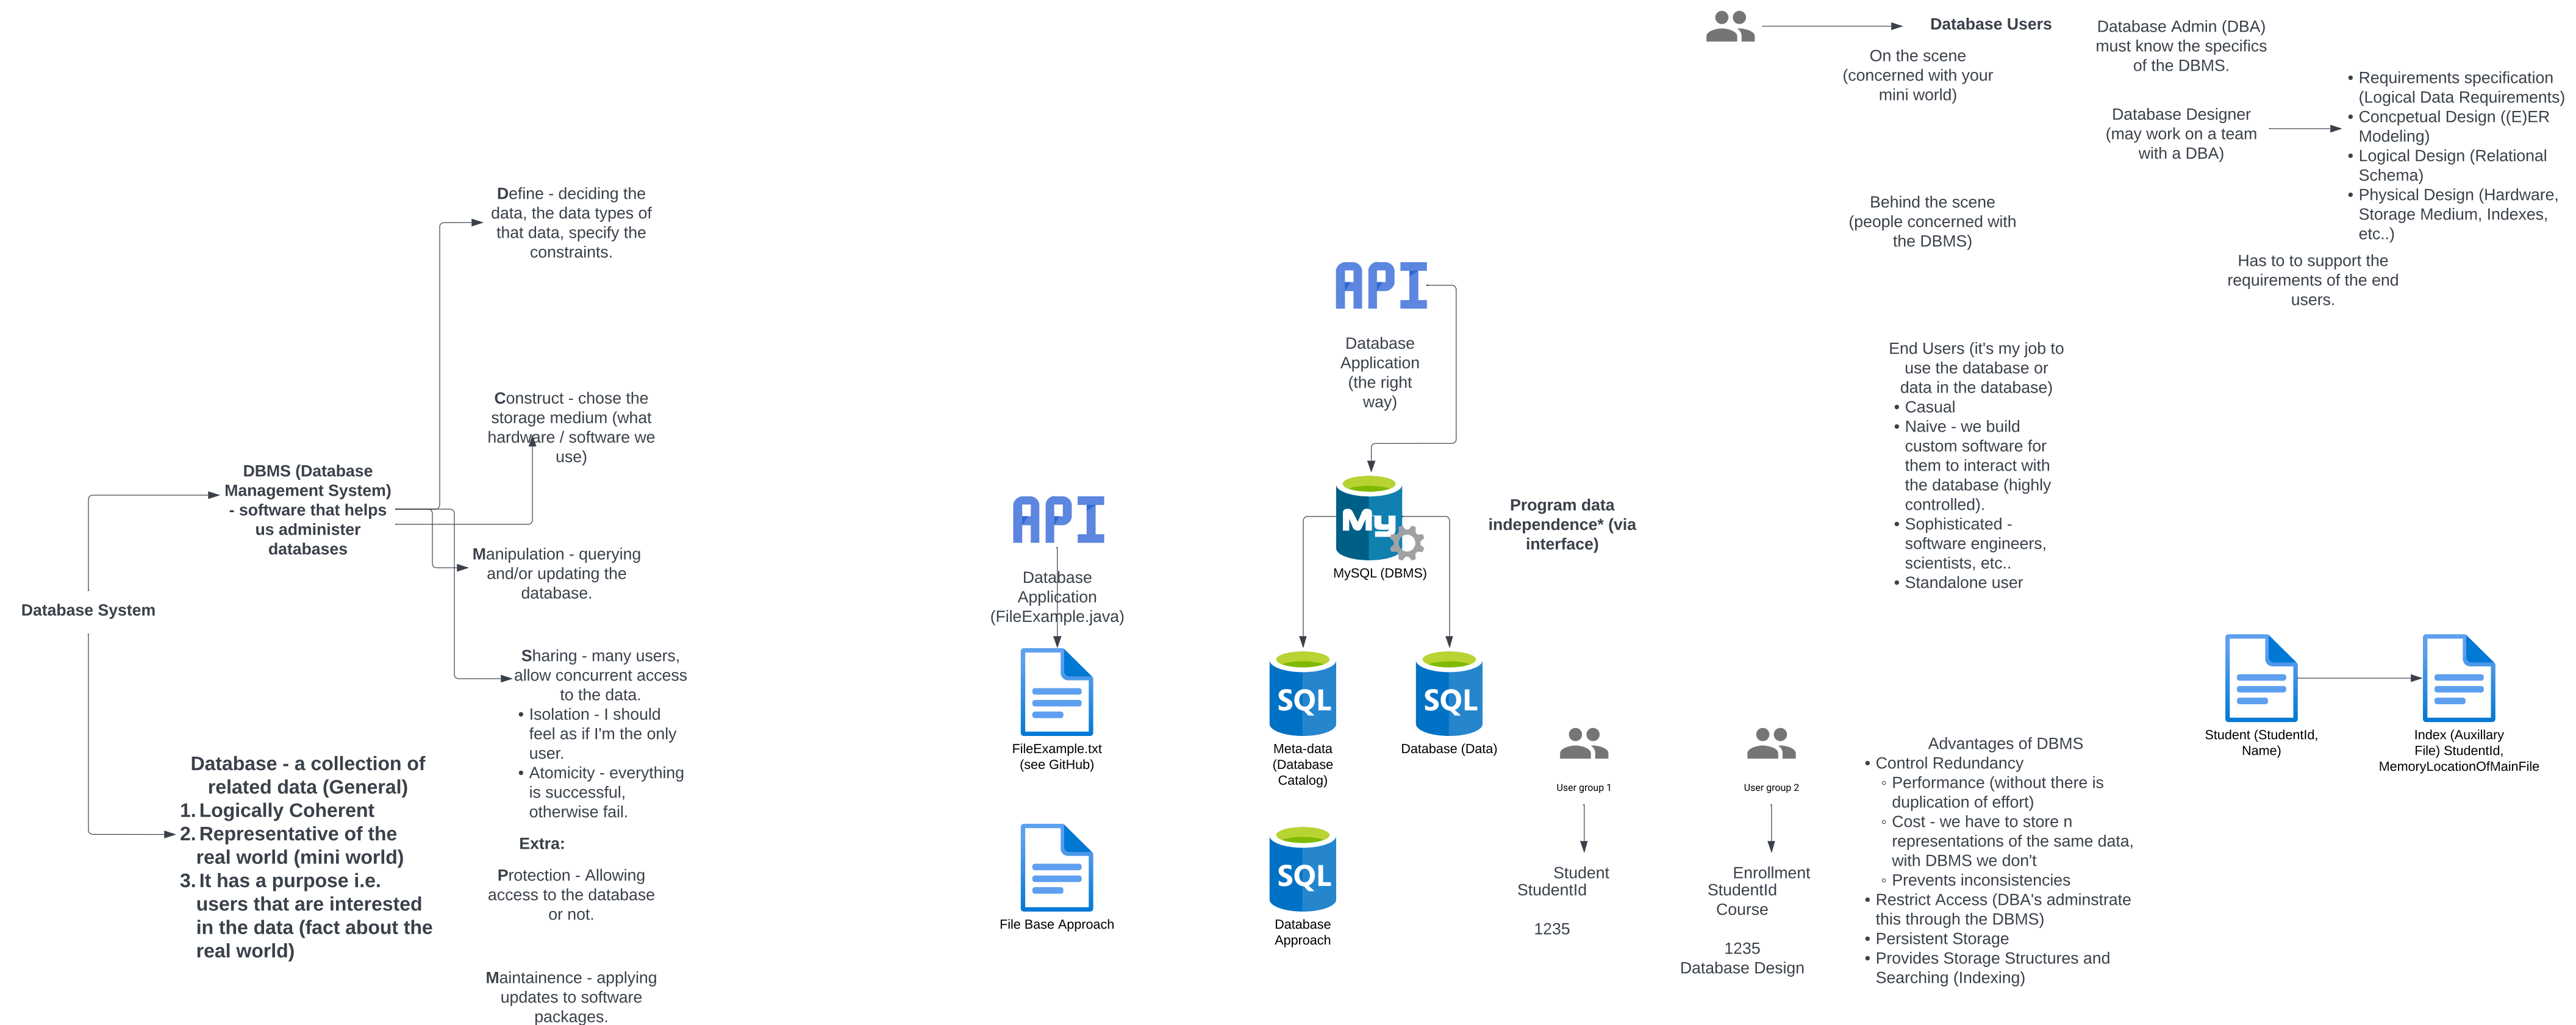 Database System
DBMS (Database
Management System)
- software that helps
us administer
databases
Database - a collection of
related data (General)
1. Logically Coherent
2. Representative of the
real world (mini world)
3. It has a purpose i.e.
users that are interested
in the data (fact about the
real world)
Define - deciding the
data, the data types of
that data, specify the
constraints.
Construct - chose the
storage medium (what
hardware / software we
use)
Manipulation - querying
and/or updating the
database.
Sharing - many users,
allow concurrent access
to the data.
• Isolation - I should
feel as if I'm the only
user.
• Atomicity - everything
is successful,
otherwise fail.
Extra:
Protection - Allowing
access to the database
or not.
Maintainence - applying
updates to software
packages.
API
Database
Application
(FileExample.java)
FileExample.txt
(see GitHub)
File Base Approach
API
Database
Application
(the right
way)
My
MySQL (DBMS)
Program data
independence* (via
interface)
SQL
Meta-data
(Database
Catalog)
SQL
Database (Data)
SQL
Database
Approach
User group 1
Student
StudentId
1235
User group 2
Enrollment
StudentId
Course
1235
Database Design
Database Users
On the scene
(concerned with your
mini world)
Behind the scene
(people concerned with
the DBMS)
Database Admin (DBA)
must know the specifics
of the DBMS.
Database Designer
(may work on a team
with a DBA)
• Requirements specification
(Logical Data Requirements)
• Concpetual Design ((E)ER
Modeling)
• Logical Design (Relational
Schema)
• Physical Design (Hardware,
Storage Medium, Indexes,
etc..)
Has to to support the
requirements of the end
users.
End Users (it's my job to
use the database or
data in the database)
• Casual
• Naive - we build
custom software for
them to interact with
the database (highly
controlled).
• Sophisticated -
software engineers,
scientists, etc..
• Standalone user
Advantages of DBMS
• Control Redundancy
◦ Performance (without there is
duplication of effort)
◦ Cost - we have to store n
representations of the same data,
with DBMS we don't
◦ Prevents inconsistencies
• Restrict Access (DBA's adminstrate
this through the DBMS)
• Persistent Storage
• Provides Storage Structures and
Searching (Indexing)
Student (StudentId,
Name)
Index (Auxillary
File) StudentId,
MemoryLocationOfMainFile